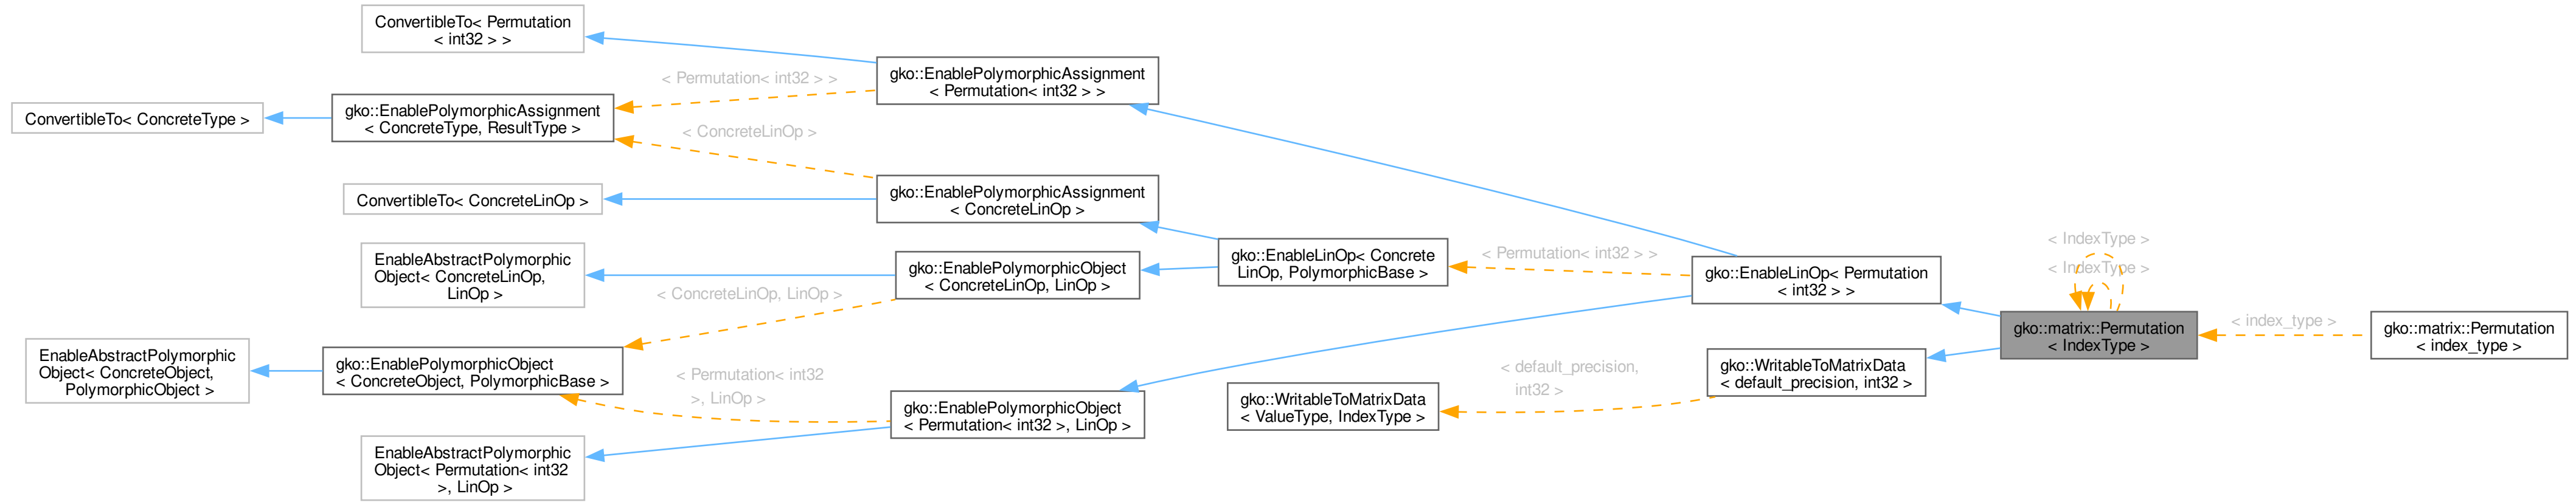 ConvertibleTo< Permutation
< int32 > >
gko::EnablePolymorphicAssignment
< Permutation< int32 > >
< Permutation< int32 > >
ConvertibleTo< ConcreteType >
gko::EnablePolymorphicAssignment
< ConcreteType, ResultType >
< ConcreteLinOp >
ConvertibleTo< ConcreteLinOp >
gko::EnablePolymorphicAssignment
< ConcreteLinOp >
EnableAbstractPolymorphic
Object< ConcreteLinOp,
LinOp >
gko::EnablePolymorphicObject
< ConcreteLinOp, LinOp >
gko::EnableLinOp< Concrete
LinOp, PolymorphicBase >
< Permutation< int32 > >
gko::EnableLinOp< Permutation
< int32 > >
< IndexType >
< IndexType >
< ConcreteLinOp, LinOp >
gko::matrix::Permutation
< IndexType >
< index_type >
gko::matrix::Permutation
< index_type >
EnableAbstractPolymorphic
Object< ConcreteObject,
PolymorphicObject >
gko::EnablePolymorphicObject
< ConcreteObject, PolymorphicBase >
< Permutation< int32
>, LinOp >
gko::EnablePolymorphicObject
< Permutation< int32 >, LinOp >
gko::WritableToMatrixData
< ValueType, IndexType >
< default_precision,
int32 >
gko::WritableToMatrixData
< default_precision, int32 >
EnableAbstractPolymorphic
Object< Permutation< int32
>, LinOp >